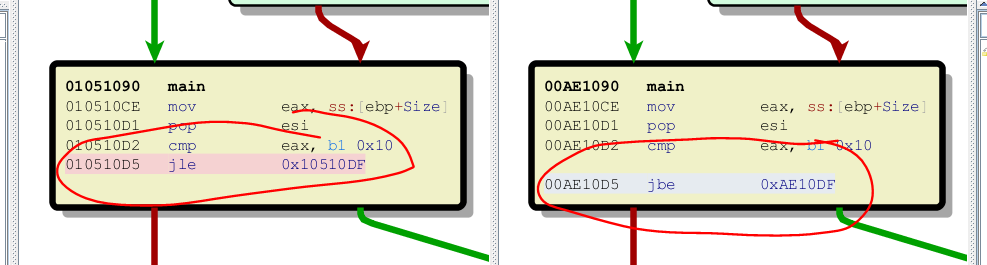 01051090 main
010510CE mov eax, ss:[ebp+Size]
010510D1 pop esi
010510D2 cmp eax, b1 0x10
010510D5 jle 0x10510DF
00AE1090 main
00AE10CE mov eax, ss:[ebp+Size]
00AE10D1 pop esi
00AE10D2 cmp eax, b1 0x10
00AE10D5 jbe 0xAE10DF